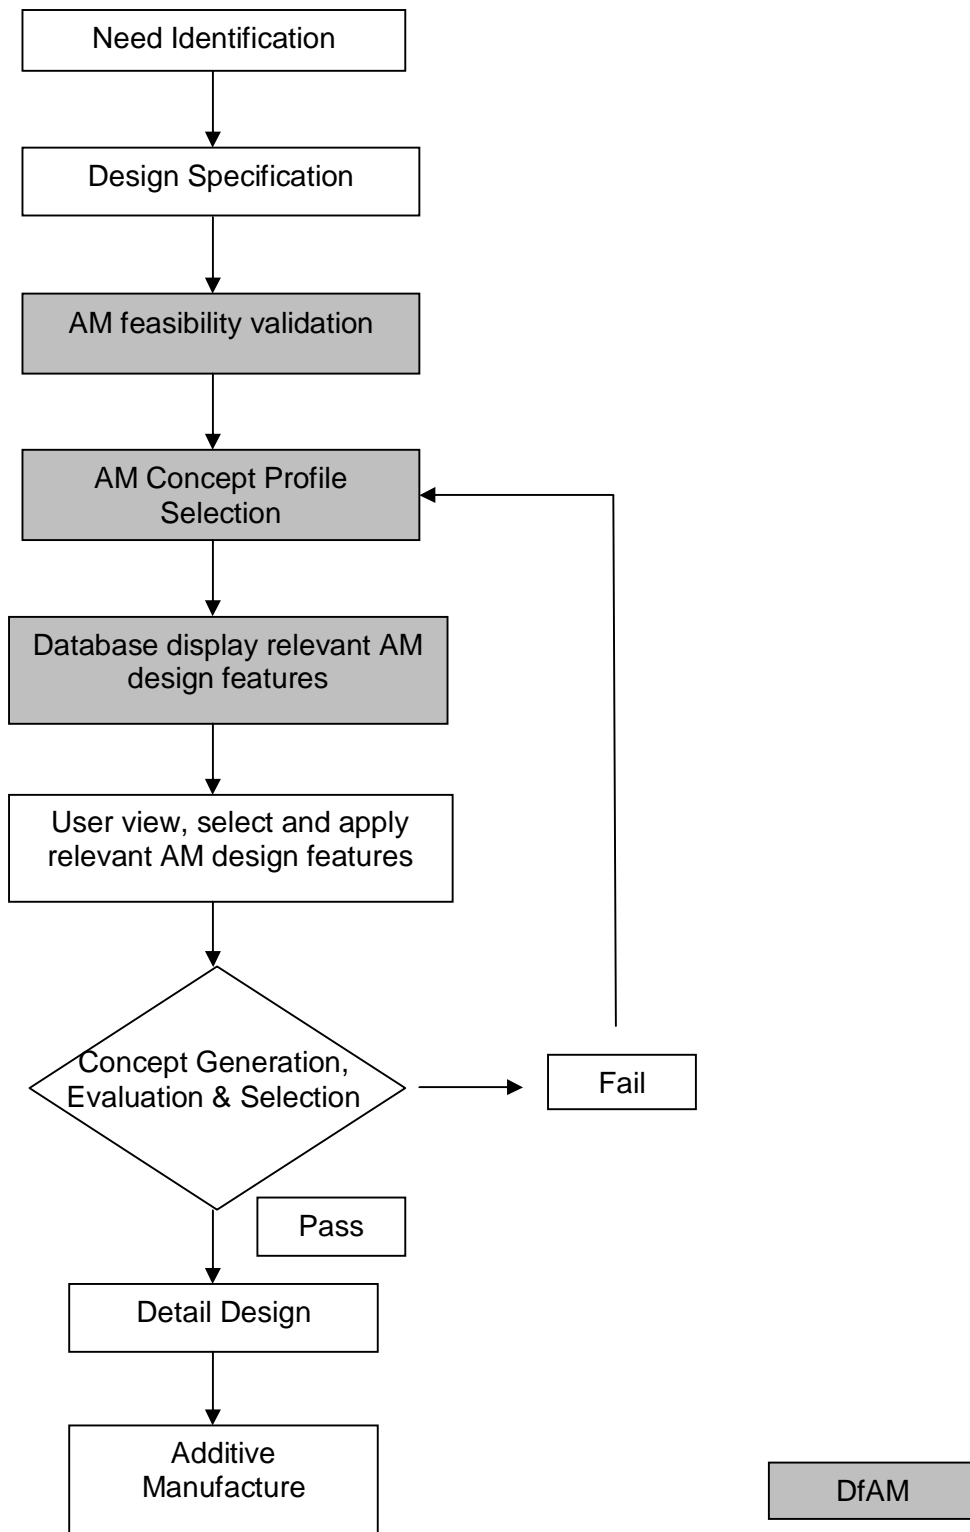 Need Identification
Design Specification
AM feasibility validation
AM Concept Profile
Selection
Database display relevant AM
design features
User view, select and apply
relevant AM design features
Concept Generation,
Evaluation & Selection
Fail
Pass
Detail Design
Additive
Manufacture
DfAM